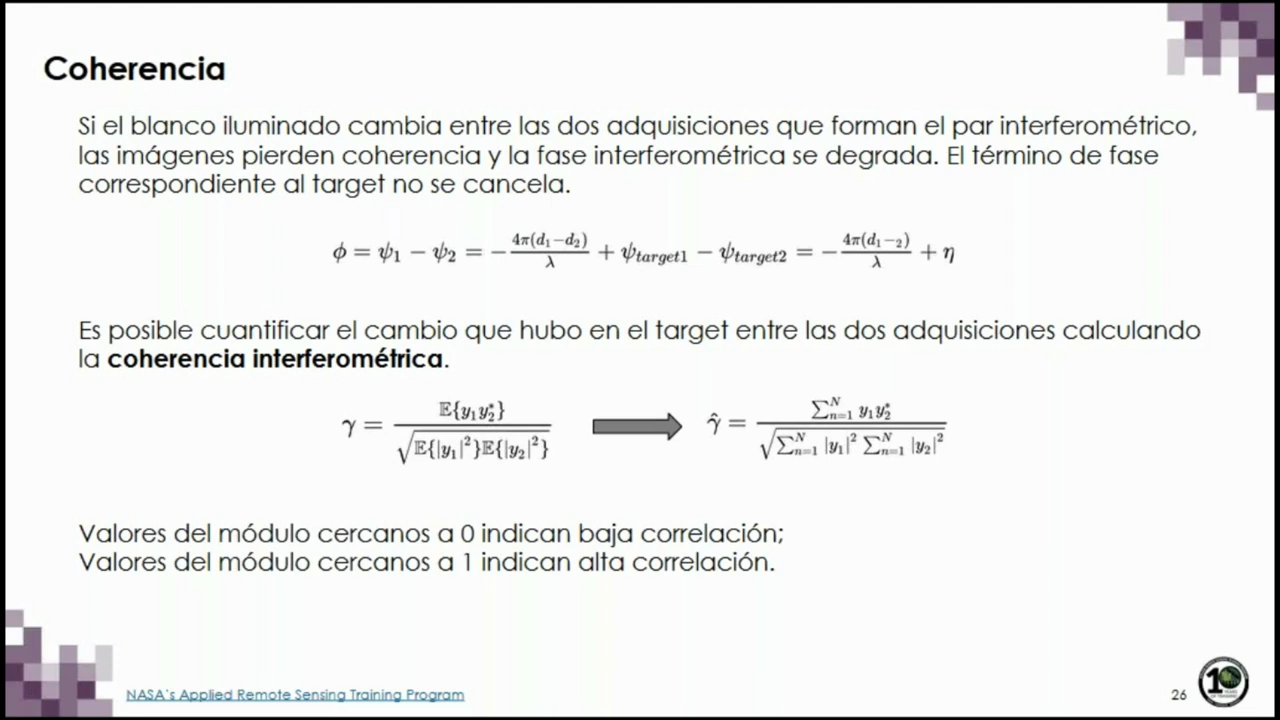 Coherencia
Si el blanco iluminado cambia entre las dos adquisiciones que forman el par interferométrico,
las imágenes pierden coherencia y la fase interferométrica se degrada. El término de fase
correspondiente al target no se cancela.
ϕ = ψ₁ − ψ₂ = −4π(d₁−d₂)/λ + ψ_target1 − ψ_target2 = −4π(d₁₋₂)/λ + η
Es posible cuantificar el cambio que hubo en el target entre las dos adquisiciones calculando
la coherencia interferométrica.
γ = 𝔼{y₁y₂*} / √(𝔼{|y₁|²}𝔼{|y₂|²})
γ̂ = ∑ₙ₌₁ᴺ y₁y₂* / √(∑ₙ₌₁ᴺ |y₁|² ∑ₙ₌₁ᴺ |y₂|²)
Valores del módulo cercanos a 0 indican baja correlación;
Valores del módulo cercanos a 1 indican alta correlación.
NASA's Applied Remote Sensing Training Program
26
10